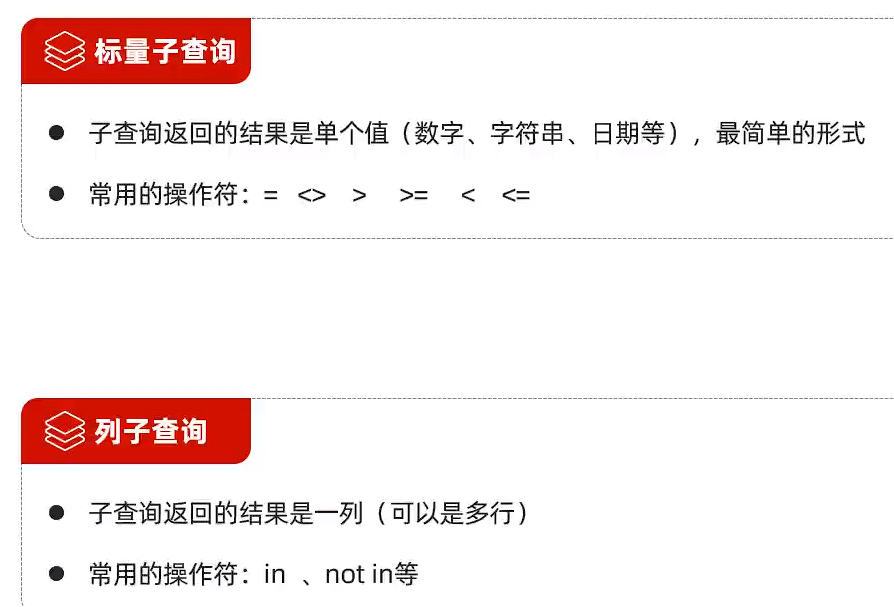 标量子查询
● 子查询返回的结果是单个值（数字、字符串、日期等），最简单的形式
● 常用的操作符：= <> > >= < <=
列子查询
● 子查询返回的结果是一列（可以是多行）
● 常用的操作符：in 、not in等